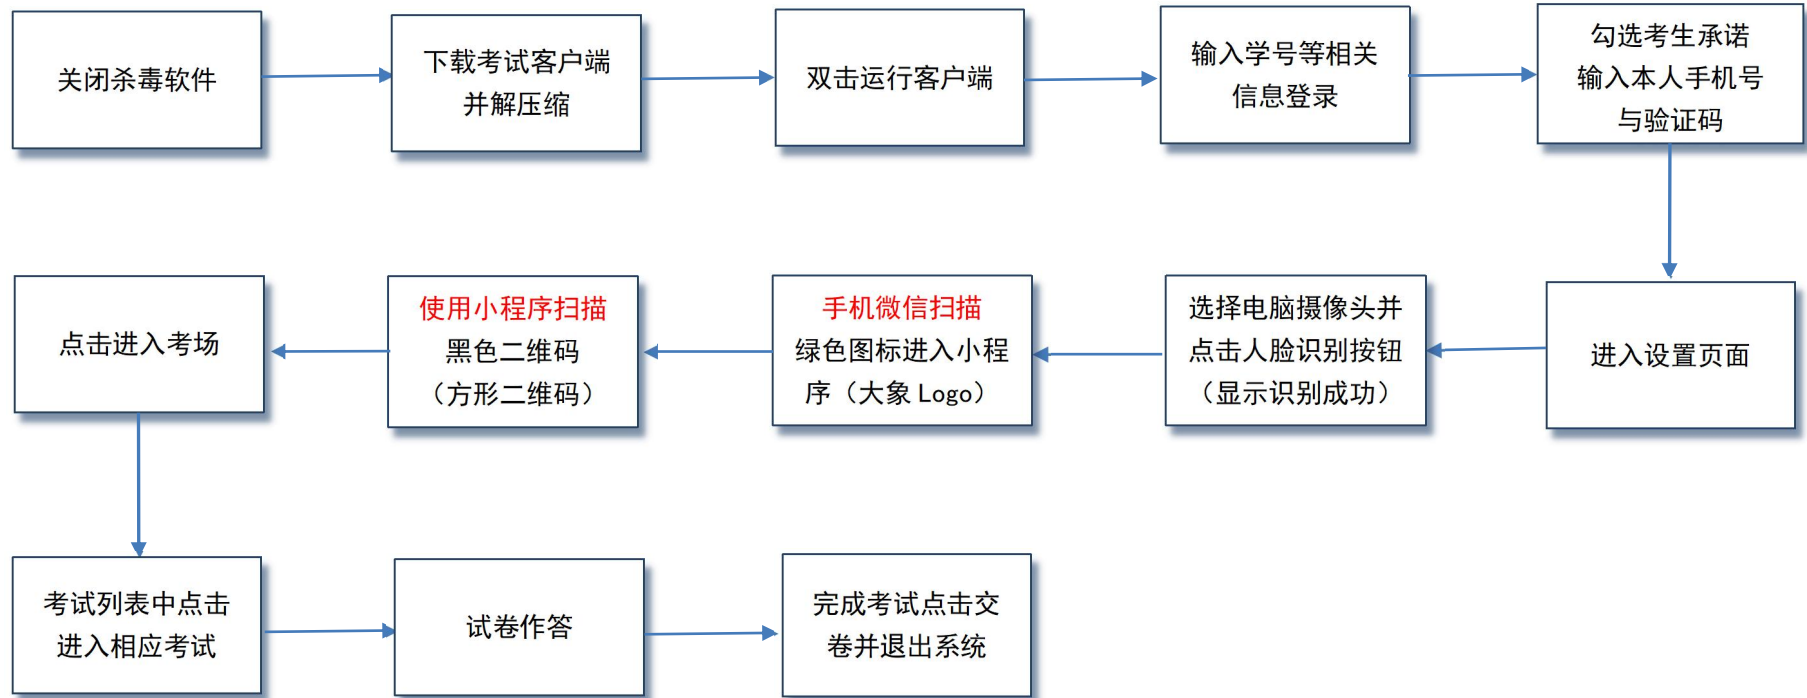 关闭杀毒软件
下载考试客户端
并解压缩
双击运行客户端
输入学号等相关
信息登录
勾选考生承诺
输入本人手机号
与验证码
进入设置页面
选择电脑摄像头并
点击人脸识别按钮
（显示识别成功）
手机微信扫描
绿色图标进入小程
序（大象 Logo）
使用小程序扫描
黑色二维码
（方形二维码）
点击进入考场
考试列表中点击
进入相应考试
试卷作答
完成考试点击交
卷并退出系统